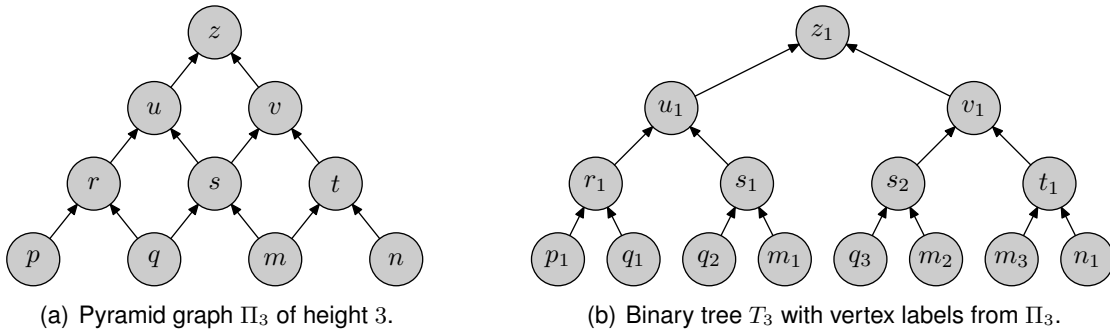 z
u v
r s t
p q m n
(a) Pyramid graph Π₃ of height 3.
z₁
u₁ v₁
r₁ s₁ s₂ t₁
p₁ q₁ q₂ m₁ q₃ m₂ m₃ n₁
(b) Binary tree T₃ with vertex labels from Π₃.